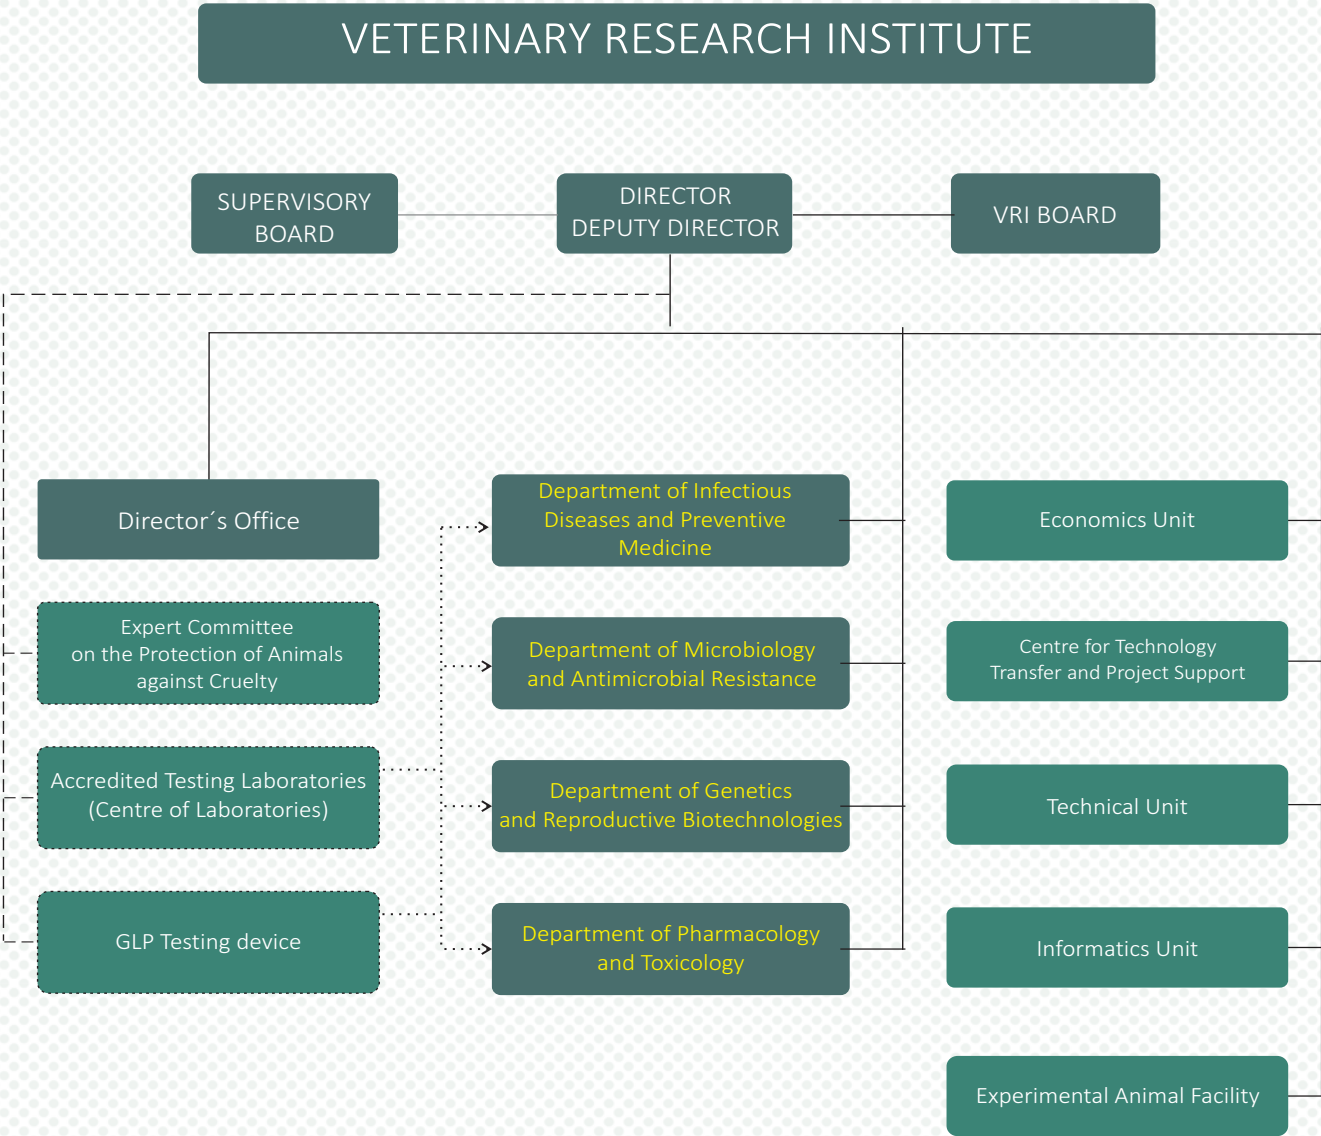 VETERINARY RESEARCH INSTITUTE
SUPERVISORY
BOARD
DIRECTOR
DEPUTY DIRECTOR
VRI BOARD
Director´s Office
Expert Committee
on the Protection of Animals
against Cruelty
Accredited Testing Laboratories
(Centre of Laboratories)
GLP Testing device
Department of Infectious
Diseases and Preventive
Medicine
Department of Microbiology
and Antimicrobial Resistance
Department of Genetics
and Reproductive Biotechnologies
Department of Pharmacology
and Toxicology
Economics Unit
Centre for Technology
Transfer and Project Support
Technical Unit
Informatics Unit
Experimental Animal Facility